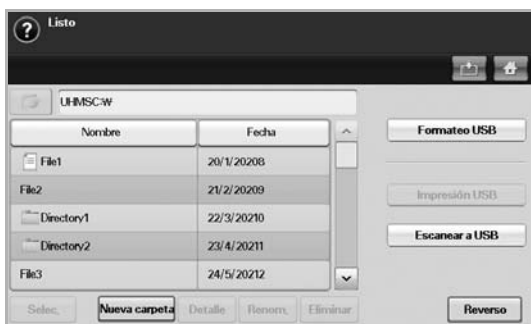 Listo
UHMSC:\
Nombre Fecha
File1 20/1/20208
File2 21/2/20209
Directory1 22/3/20210
Directory2 23/4/20211
File3 24/5/20212
Formateo USB
Impresión USB
Escanear a USB
Selec. Nueva carpeta Detalle Renom. Eliminar Reverso